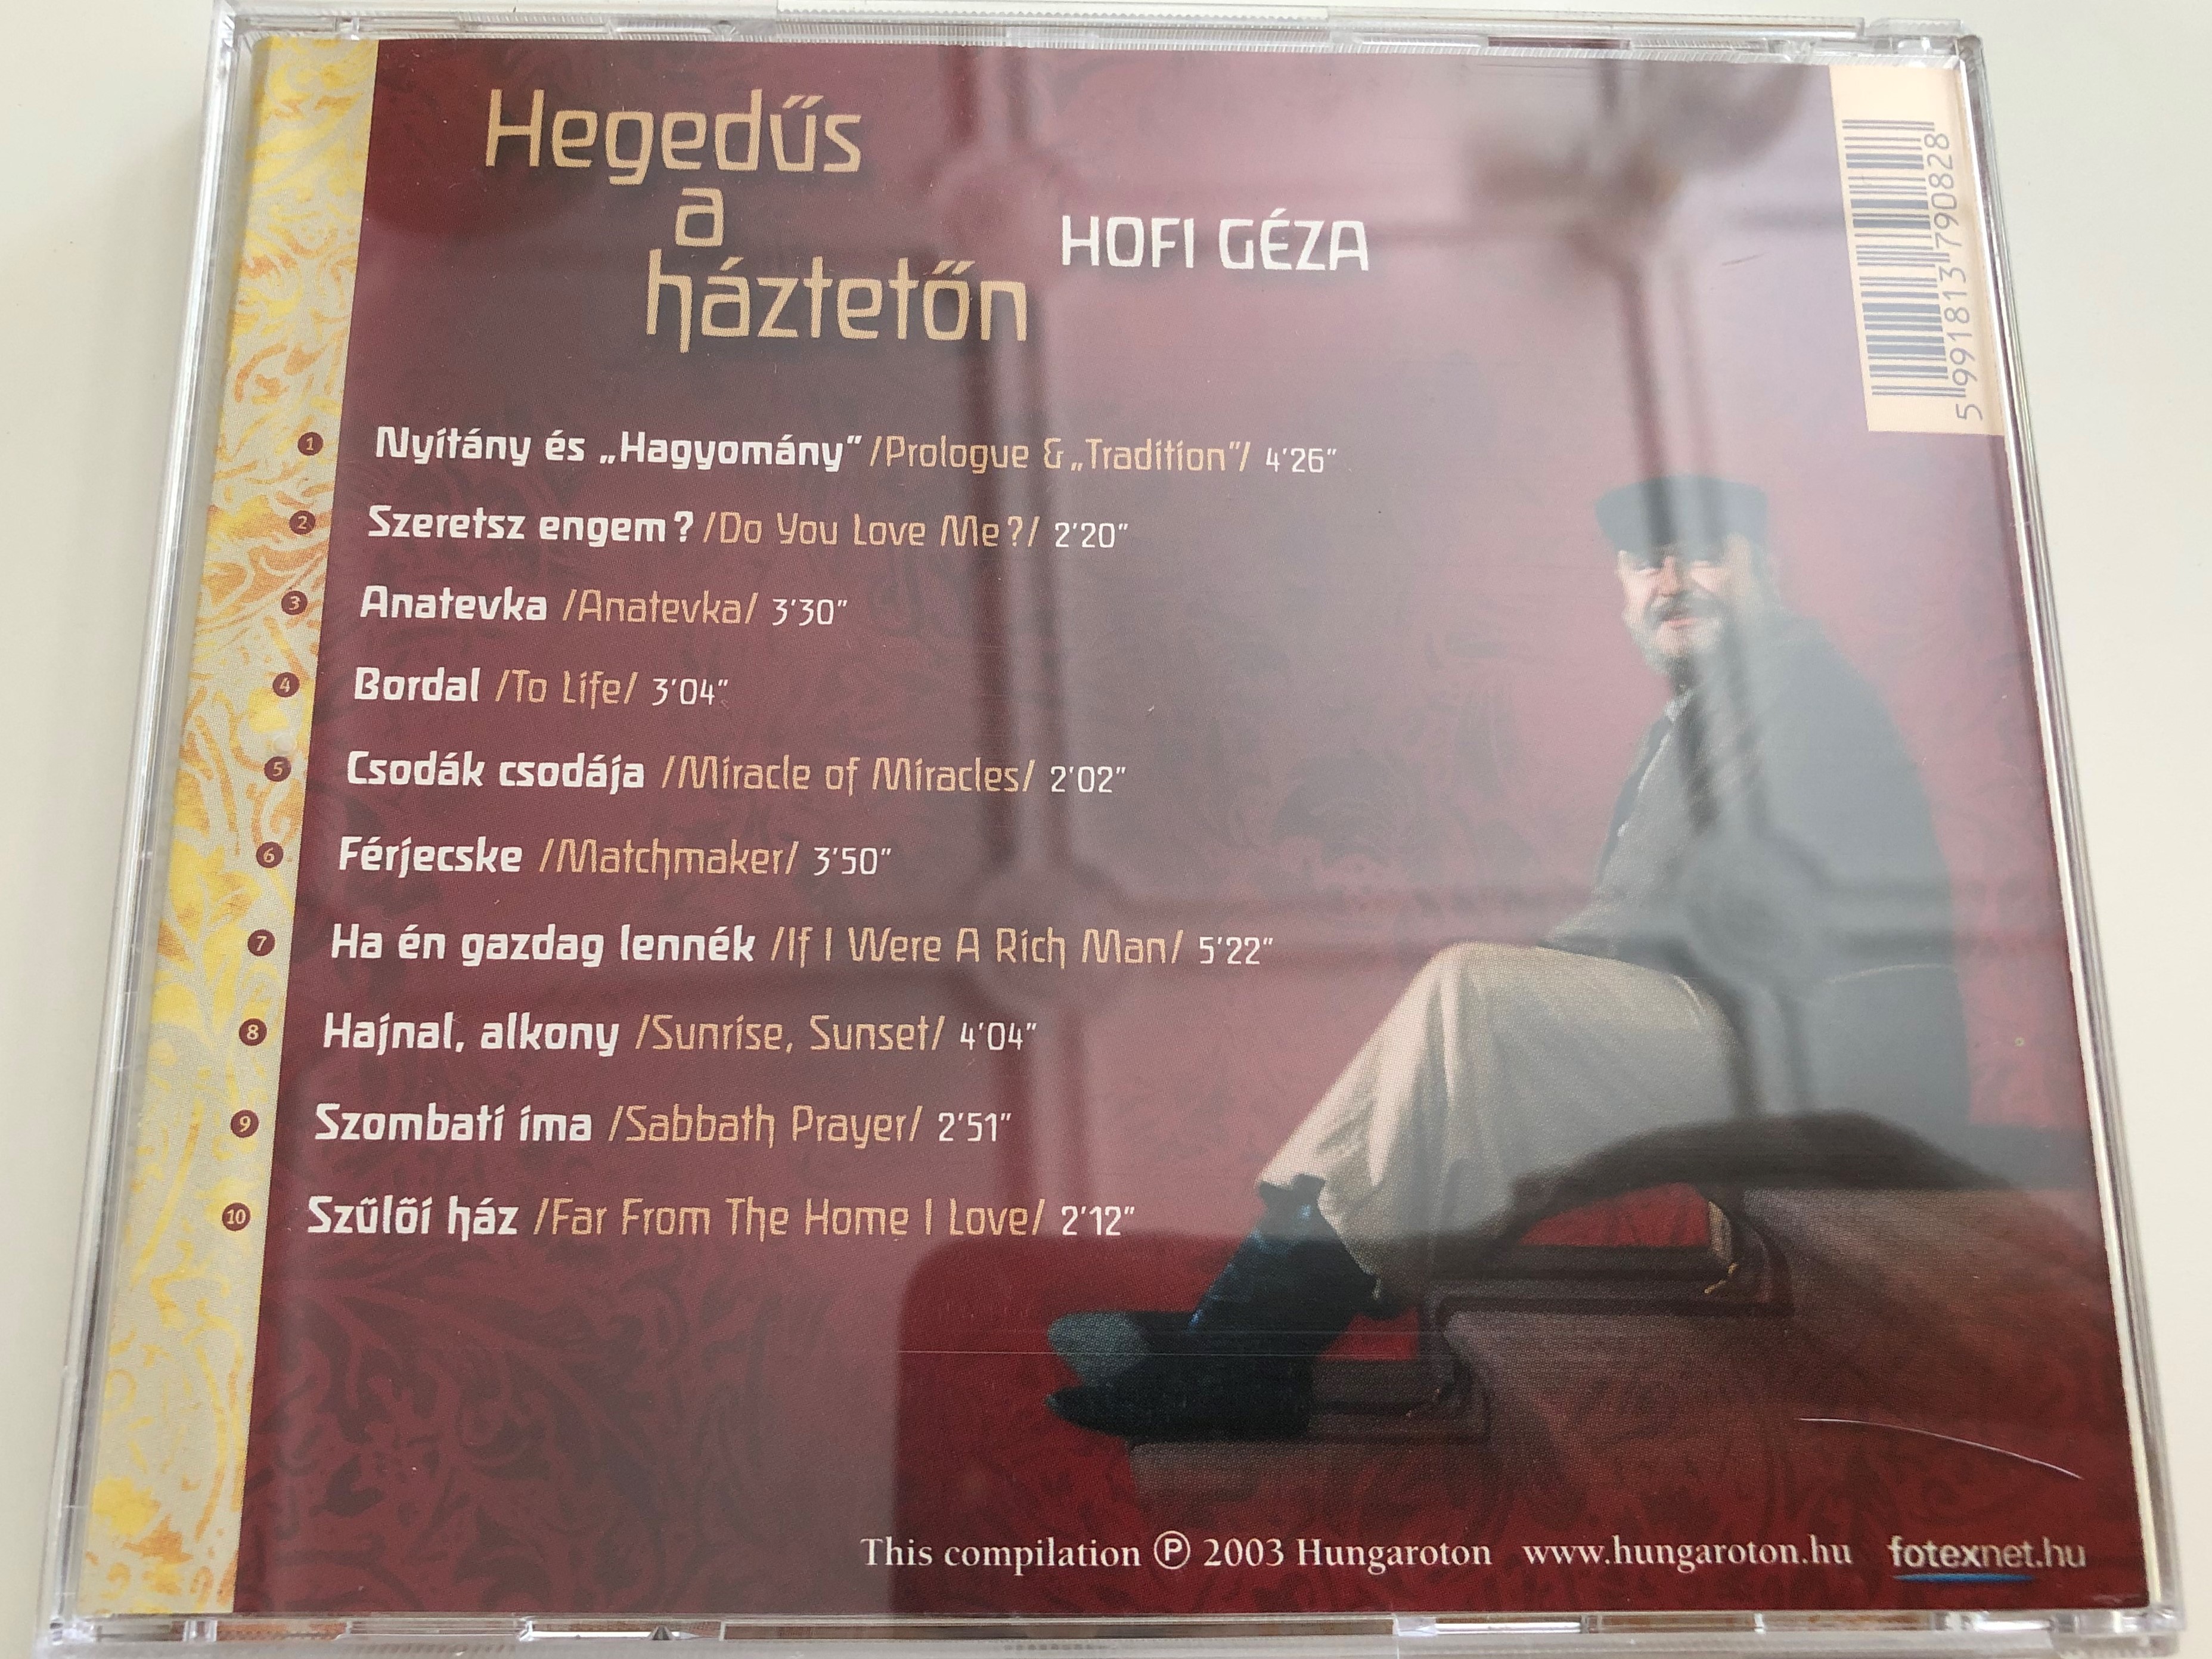 Hegedűs
a
háztetőn
HOFI GÉZA
5 991813 790828
1 Nyitány és „Hagyomány” /Prologue & „Tradition”/ 4’26”
2 Szeretsz engem? /Do You Love Me?/ 2’20”
3 Anatevka /Anatevka/ 3’30”
4 Bordal /To Life/ 3’04”
5 Csodák csodája /Miracle of Miracles/ 2’02”
6 Férjecske /Matchmaker/ 3’50”
7 Ha én gazdag lennék /If I Were A Rich Man/ 5’22”
8 Hajnal, alkony /Sunrise, Sunset/ 4’04”
9 Szombati ima /Sabbath Prayer/ 2’51”
10 Szűlői ház /Far From The Home I Love/ 2’12”
This compilation ℗ 2003 Hungaroton www.hungaroton.hu fotexnet.hu